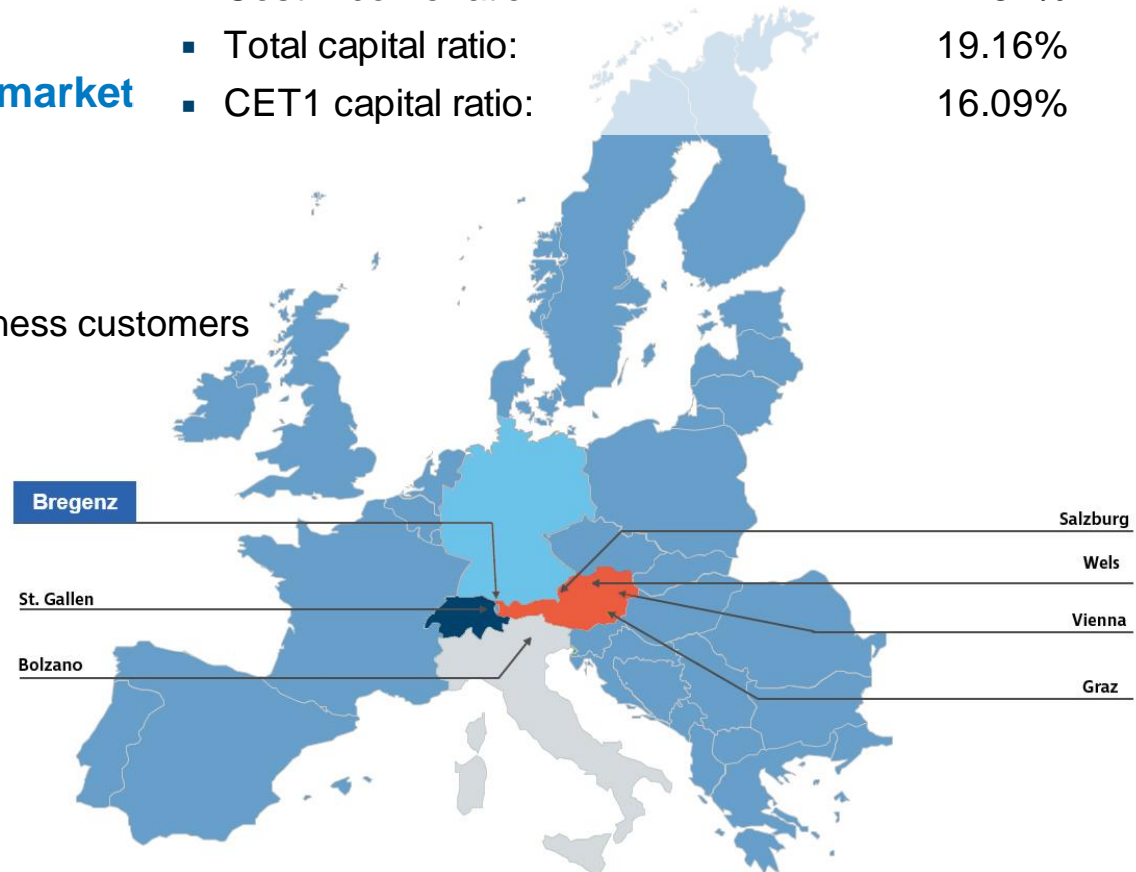 Total capital ratio: 19.16%
market
CET1 capital ratio: 16.09%
ness customers
Bregenz
Salzburg
Wels
St. Gallen
Vienna
Bolzano
Graz